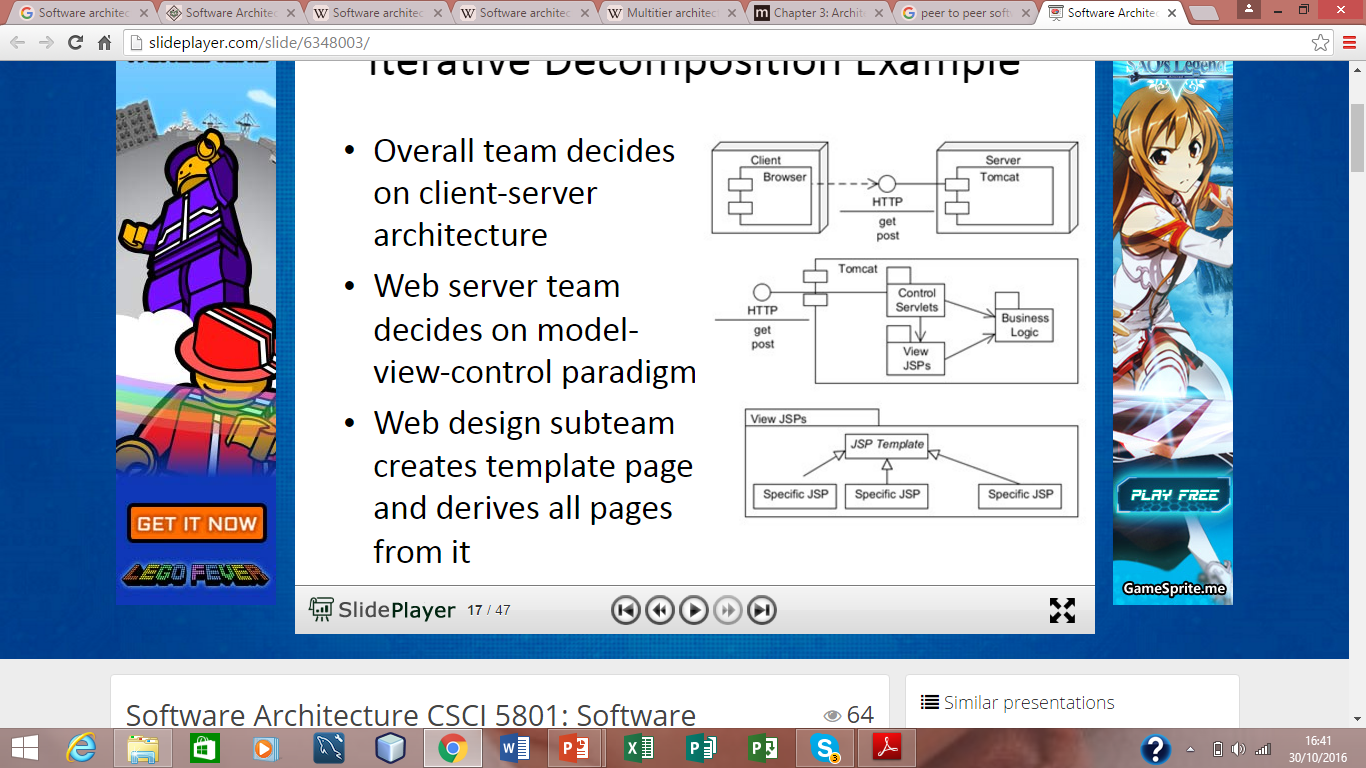 Software architec
Software Architec
Software architec
Software architec
Multitier architec
Chapter 3: Archite
peer to peer softw
Software Architec
slideplayer.com/slide/6348003/
Iterative Decomposition Example
SAO's Legend
• Overall team decides
on client-server
architecture
• Web server team
decides on model-
view-control paradigm
• Web design subteam
creates template page
and derives all pages
from it
Client
Browser
HTTP
get
post
Server
Tomcat
Tomcat
HTTP
get
post
Control
Servlets
View
JSPs
Business
Logic
View JSPs
JSP Template
Specific JSP
Specific JSP
Specific JSP
GET IT NOW
LEGO FEVER
PLAY FREE
GameSprite.me
SlidePlayer
17 / 47
Software Architecture CSCI 5801: Software
64
Similar presentations
3
16:41
30/10/2016